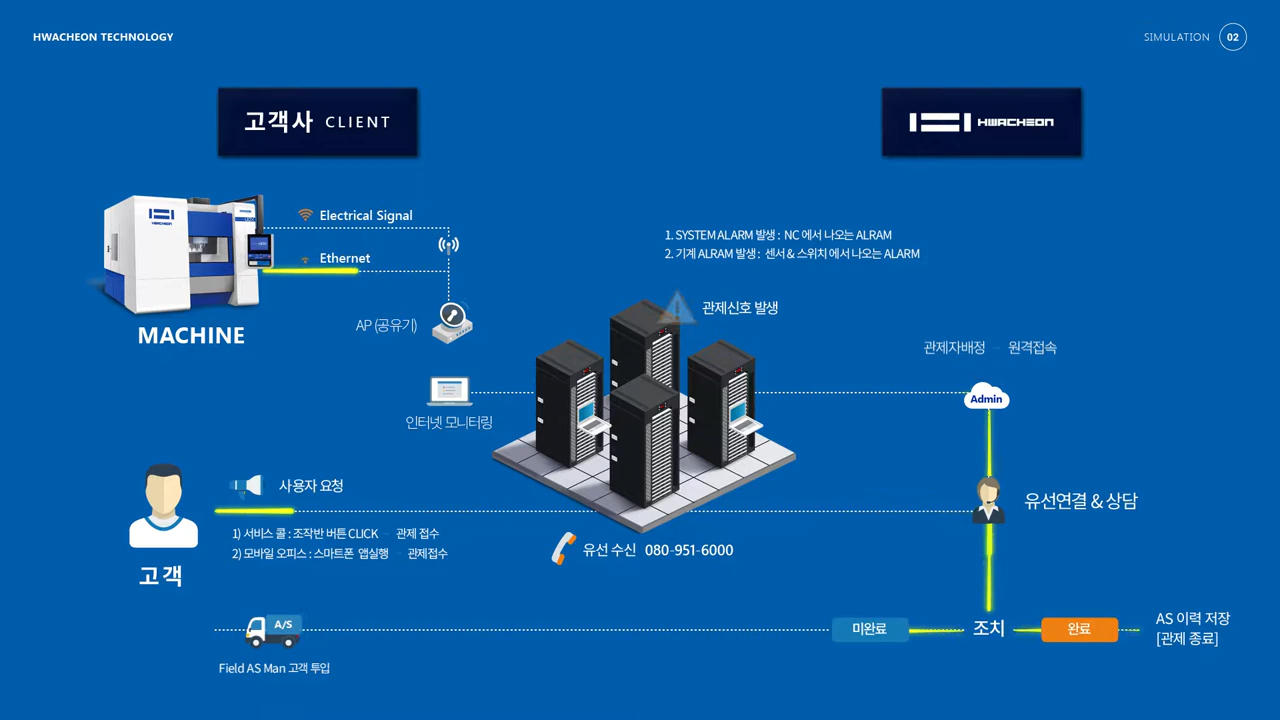 HWACHEON TECHNOLOGY
SIMULATION 02
고객사 CLIENT
HWACHEON
HWACHEON
Electrical Signal
Ethernet
MACHINE
AP (공유기)
1. SYSTEM ALARM 발생 : NC 에서 나오는 ALRAM
2. 기계 ALRAM 발생 : 센서 & 스위치 에서 나오는 ALARM
관제신호 발생
관제자배정 – 원격접속
Admin
인터넷 모니터링
사용자 요청
1) 서비스 콜 : 조작반 버튼 CLICK – 관제 접수
2) 모바일 오피스 : 스마트폰 앱실행 – 관제접수
고객
유선 수신 080-951-6000
유선연결 & 상담
A/S
Field AS Man 고객 투입
미완료
조치
완료
AS 이력 저장
[관제 종료]